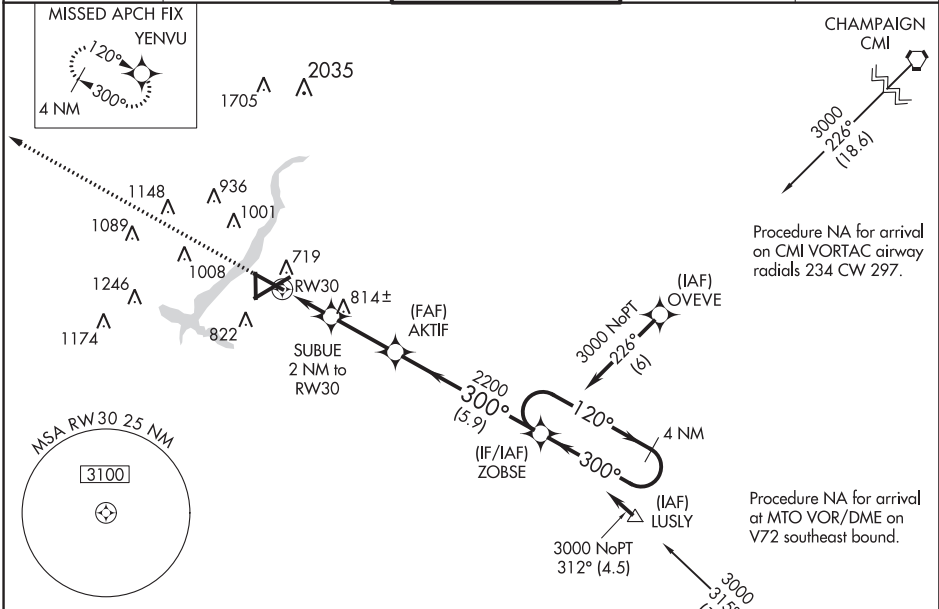 MISSED APCH FIX
YENVU
120°
300°
4 NM
1705
2035
CHAMPAIGN
CMI
3000
226°
(18.6)
Procedure NA for arrival
on CMI VORTAC airway
radials 234 CW 297.
1148
936
1001
1089
1008
719
1246
RW30
814±
1174
822
SUBUE
2 NM to
RW30
(FAF)
AKTIF
(IAF)
OVEVE
3000 NoPT
226°
(6)
2200
300°
(5.9)
120°
4 NM
(IF/IAF)
ZOBSE
300°
MSA RW30 25 NM
3100
(IAF)
LUSLY
3000 NoPT
312° (4.5)
Procedure NA for arrival
at MTO VOR/DME on
V72 southeast bound.
3000
315°